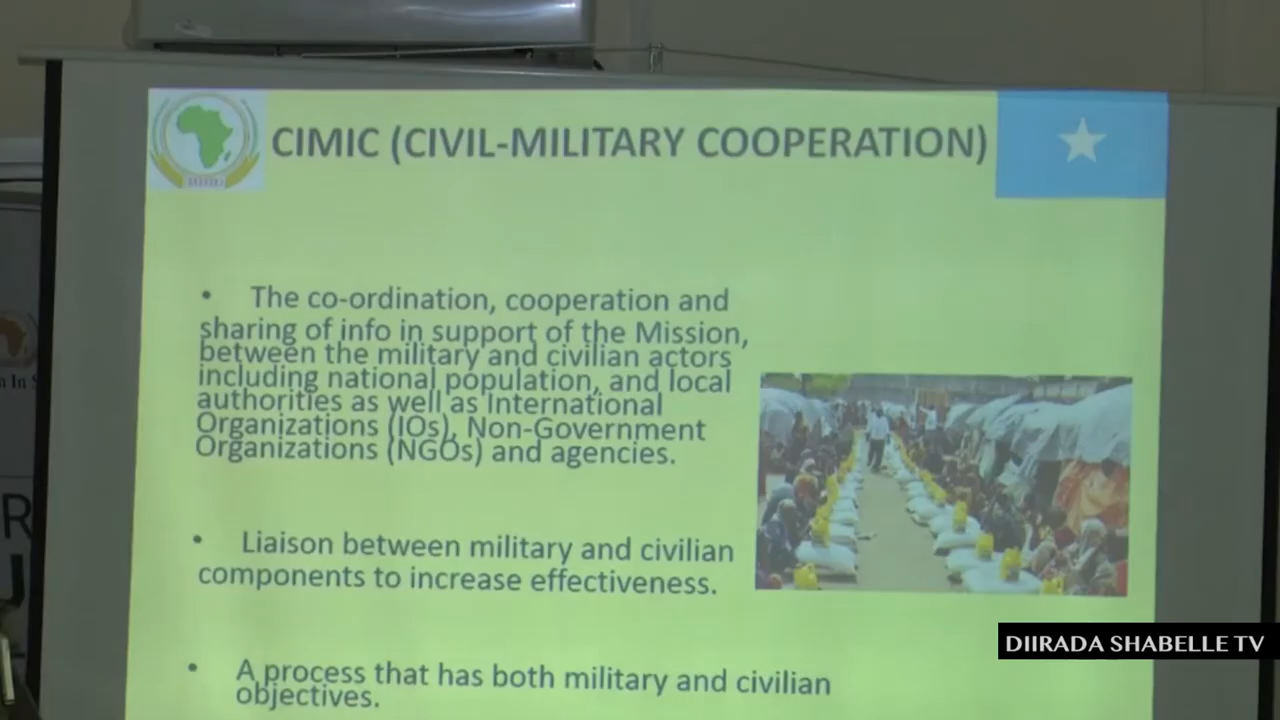 CIMIC (CIVIL-MILITARY COOPERATION)
• The co-ordination, cooperation and
sharing of info in support of the Mission,
between the military and civilian actors
including national population, and local
authorities as well as International
Organizations (IOs), Non-Government
Organizations (NGOs) and agencies.
• Liaison between military and civilian
components to increase effectiveness.
• A process that has both military and civilian
objectives.
DIIRADA SHABELLE TV